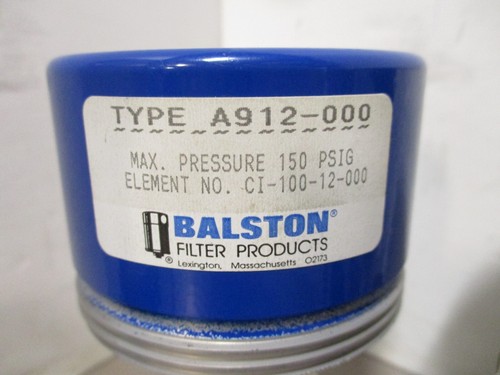 TYPE A912-000
MAX. PRESSURE 150 PSIG
ELEMENT NO. CI-100-12-000
BALSTON®
FILTER PRODUCTS
® Lexington, Massachusetts 02173